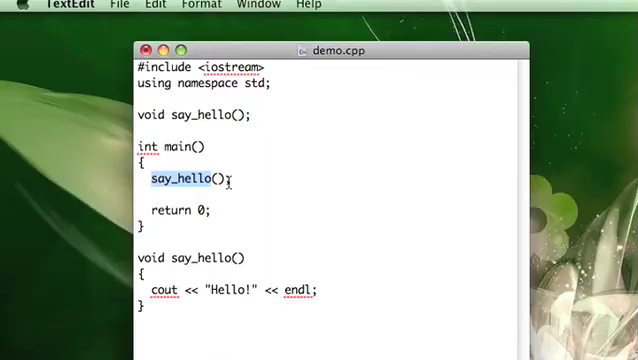 TextEdit File Edit Format Window Help
demo.cpp
#include <iostream>
using namespace std;
void say_hello();
int main()
{
say_hello();
return 0;
}
void say_hello()
{
cout << "Hello!" << endl;
}